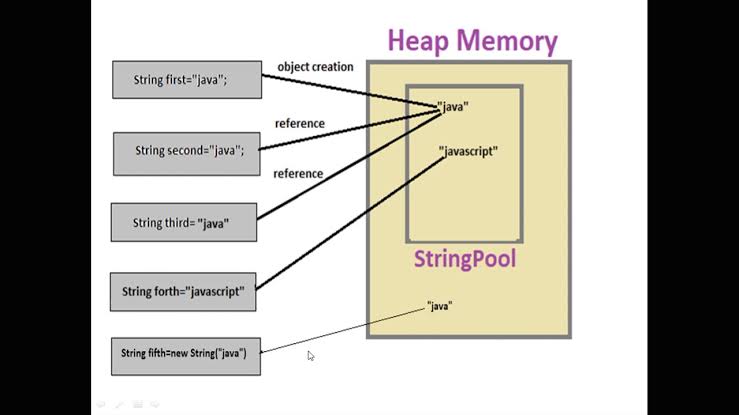 Heap Memory
String first="java";
object creation
"java"
reference
String second="java";
"javascript"
reference
String third= "java"
StringPool
String forth="javascript"
"java"
String fifth=new String("java")